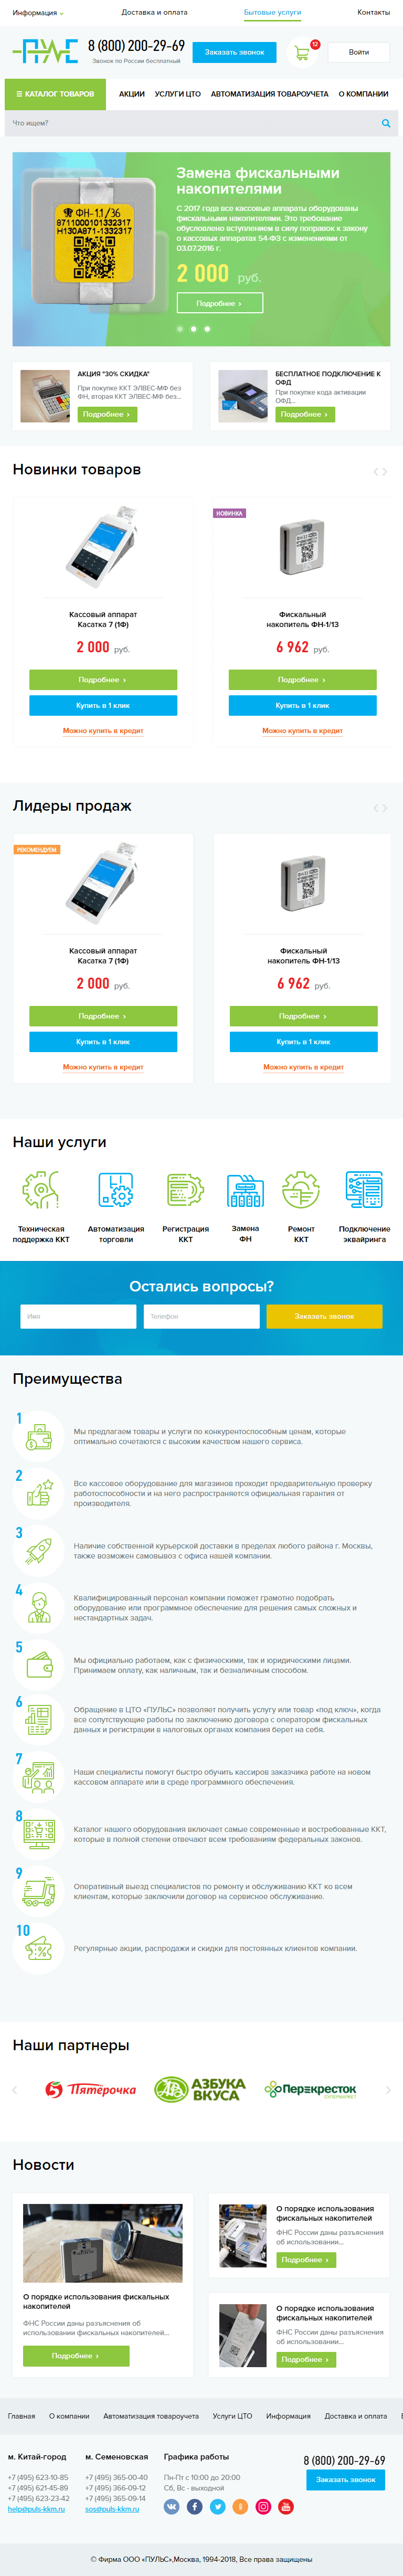 Информация
Доставка и оплата
Бытовые услуги
Контакты
ПУЛЬС
8 (800) 200-29-69
Звонок по России бесплатный
Заказать звонок
12
Войти
КАТАЛОГ ТОВАРОВ
АКЦИИ
УСЛУГИ ЦТО
АВТОМАТИЗАЦИЯ ТОВАРОУЧЕТА
О КОМПАНИИ
Что ищем?
ФН-1.1/36
8711000101332317
H130A871-1332317
Замена фискальными
накопителями
С 2017 года все кассовые аппараты оборудованы
фискальными накопителями. Это требование
обусловлено вступлением в силу поправок к закону
о кассовых аппаратах 54-ФЗ с изменениями от
03.07.2016 г.
2 000 руб.
Подробнее ›
АКЦИЯ "30% СКИДКА"
При покупке ККТ ЭЛВЕС-МФ без
ФН, вторая ККТ ЭЛВЕС-МФ без...
Подробнее ›
БЕСПЛАТНОЕ ПОДКЛЮЧЕНИЕ К
ОФД
При покупке кода активации
ОФД...
Подробнее ›
Новинки товаров
Кассовый аппарат
Касатка 7 (1Ф)
2 000 руб.
Подробнее ›
Купить в 1 клик
Можно купить в кредит
НОВИНКА
Фискальный
накопитель ФН-1/13
6 962 руб.
Подробнее ›
Купить в 1 клик
Можно купить в кредит
Лидеры продаж
РЕКОМЕНДУЕМ
Кассовый аппарат
Касатка 7 (1Ф)
2 000 руб.
Подробнее ›
Купить в 1 клик
Можно купить в кредит
Фискальный
накопитель ФН-1/13
6 962 руб.
Подробнее ›
Купить в 1 клик
Можно купить в кредит
Наши услуги
Техническая
поддержка ККТ
Автоматизация
торговли
Регистрация
ККТ
Замена
ФН
Ремонт
ККТ
Подключение
эквайринга
Остались вопросы?
Имя
Телефон
Заказать звонок
Преимущества
1
Мы предлагаем товары и услуги по конкурентоспособным ценам, которые
оптимально сочетаются с высоким качеством нашего сервиса.
2
Все кассовое оборудование для магазинов проходит предварительную проверку
работоспособности и на него распространяется официальная гарантия от
производителя.
3
Наличие собственной курьерской доставки в пределах любого района г. Москвы,
также возможен самовывоз с офиса нашей компании.
4
Квалифицированный персонал компании поможет грамотно подобрать
оборудование или программное обеспечение для решения самых сложных и
нестандартных задач.
5
Мы официально работаем, как с физическими, так и юридическими лицами.
Принимаем оплату, как наличным, так и безналичным способом.
6
Обращение в ЦТО «ПУЛЬС» позволяет получить услугу или товар «под ключ», когда
все сопутствующие работы по заключению договора с оператором фискальных
данных и регистрации в налоговых органах компания берет на себя.
7
Наши специалисты помогут быстро обучить кассиров заказчика работе на новом
кассовом аппарате или в среде программного обеспечения.
8
Каталог нашего оборудования включает самые современные и востребованные ККТ,
которые в полной степени отвечают всем требованиям федеральных законов.
9
Оперативный выезд специалистов по ремонту и обслуживанию ККТ ко всем
клиентам, которые заключили договор на сервисное обслуживание.
10
Регулярные акции, распродажи и скидки для постоянных клиентов компании.
Наши партнеры
Пятёрочка
АЗБУКА
ВКУСА
Перекресток
СУПЕРМАРКЕТ
Новости
О порядке использования фискальных
накопителей
ФНС России даны разъяснения об
использовании фискальных накопителей...
Подробнее ›
О порядке использования
фискальных накопителей
ФНС России даны разъяснения
об использовании...
Подробнее ›
О порядке использования
фискальных накопителей
ФНС России даны разъяснения
об использовании...
Подробнее ›
Главная
О компании
Автоматизация товароучета
Услуги ЦТО
Информация
Доставка и оплата
м. Китай-город
+7 (495) 623-10-85
+7 (495) 621-45-89
+7 (495) 623-23-42
help@puls-kkm.ru
м. Семеновская
+7 (495) 365-00-40
+7 (495) 366-09-12
+7 (495) 365-09-14
sos@puls-kkm.ru
Графика работы
Пн-Пт с 10:00 до 20:00
Сб, Вс - выходной
8 (800) 200-29-69
Заказать звонок
© Фирма ООО «ПУЛЬС»,Москва, 1994-2018, Все права защищены